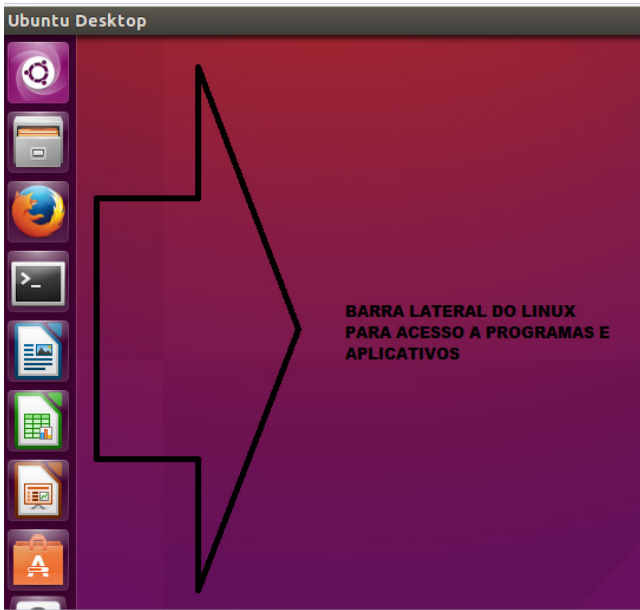 Ubuntu Desktop
>_
BARRA LATERAL DO LINUX
PARA ACESSO A PROGRAMAS E
APLICATIVOS